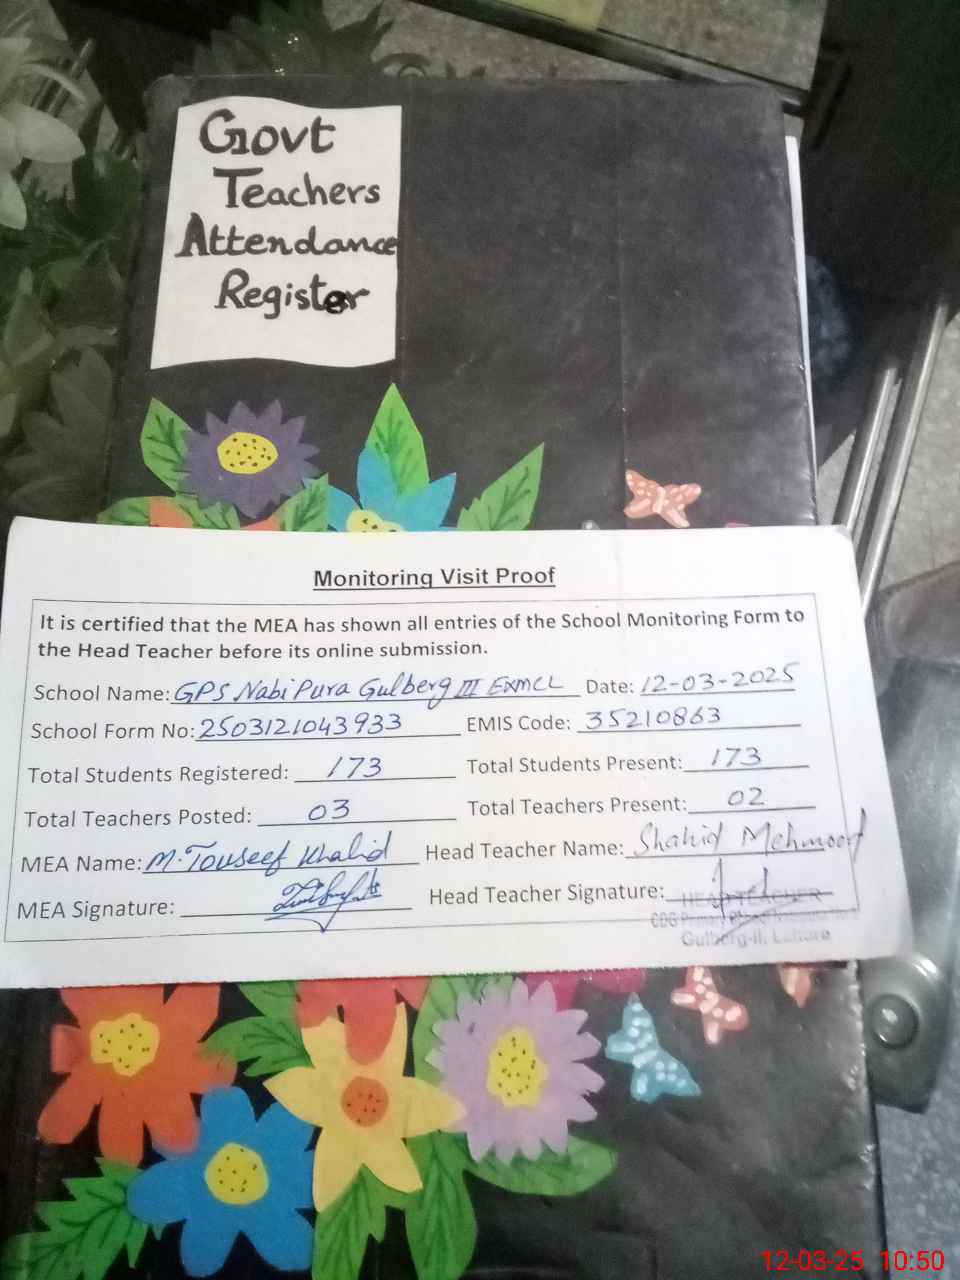 Govt
Teachers
Attendance
Register
Monitoring Visit Proof
It is certified that the MEA has shown all entries of the School Monitoring Form to
the Head Teacher before its online submission.
School Name: GPS Nabi Pura Gulberg III EXMCL Date: 12-03-2025
School Form No: 2503121043933 EMIS Code: 35210863
Total Students Registered: 173 Total Students Present: 173
Total Teachers Posted: 03 Total Teachers Present: 02
MEA Name: M. Touseef Khalid Head Teacher Name: Shahid Mehmood
MEA Signature: Head Teacher Signature:
HEAD TEACHER
CDG Primary
Gulberg-II, Lahore
12-03-25 10:50